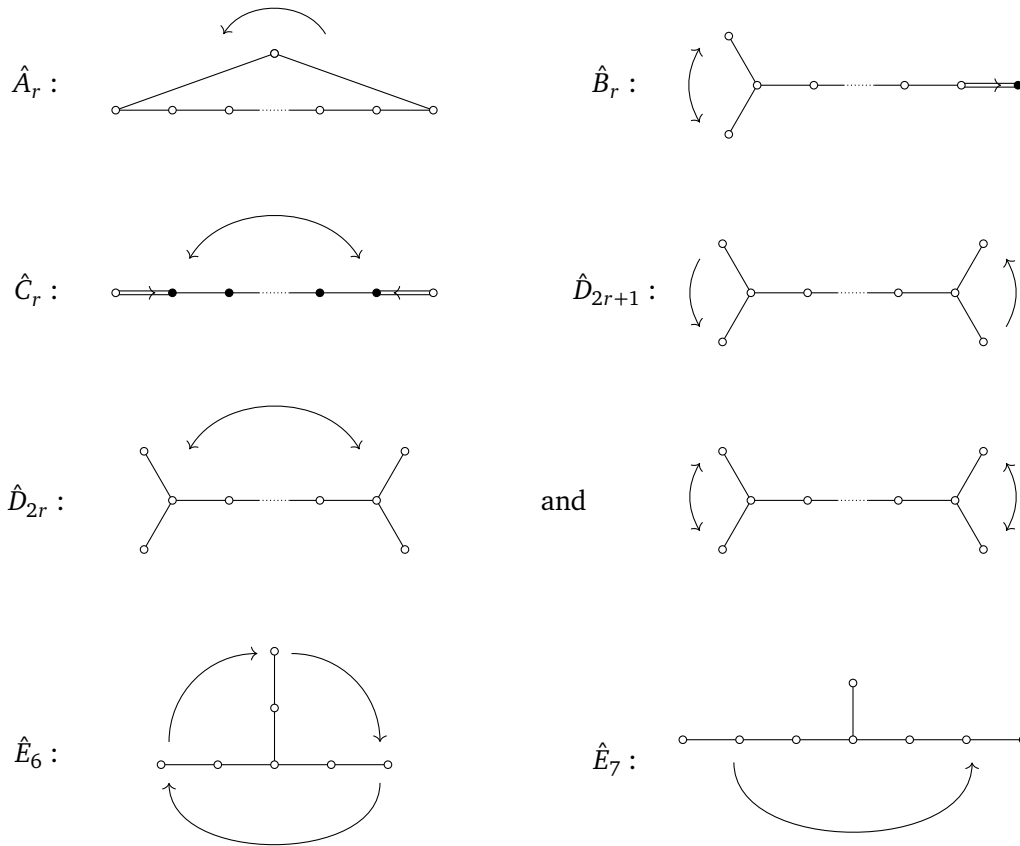 Â_r :
B̂_r :
Ĉ_r :
D̂_{2r+1} :
D̂_{2r} :
and
Ê_6 :
Ê_7 :